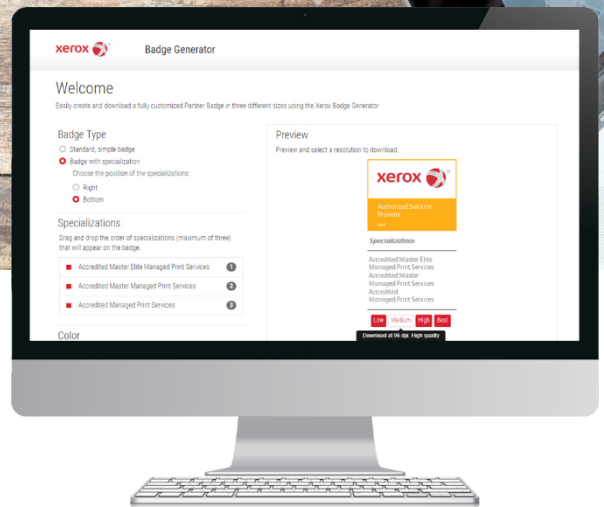 xerox
Badge Generator
Welcome
Easily create and download a fully customized Partner Badge in three different sizes using the Xerox Badge Generator
Badge Type
Standard, simple badge
Badge with specialization
Choose the position of the specializations:
Right
Bottom
Specializations
Drag and drop the order of specializations (maximum of three)
that will appear on the badge.
Accredited Master Elite Managed Print Services 1
Accredited Master Managed Print Services 2
Accredited Managed Print Services 3
Color
Preview
Preview and select a resolution to download.
xerox
Authorized Solution
Provider
Specializations
Accredited Master Elite
Managed Print Services
Accredited Master
Managed Print Services
Accredited
Managed Print Services
Low Medium High Best
Download at 96 dpi. High quality